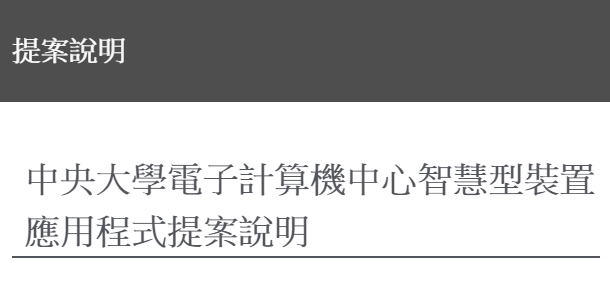 提案說明
中央大學電子計算機中心智慧型裝置
應用程式提案說明